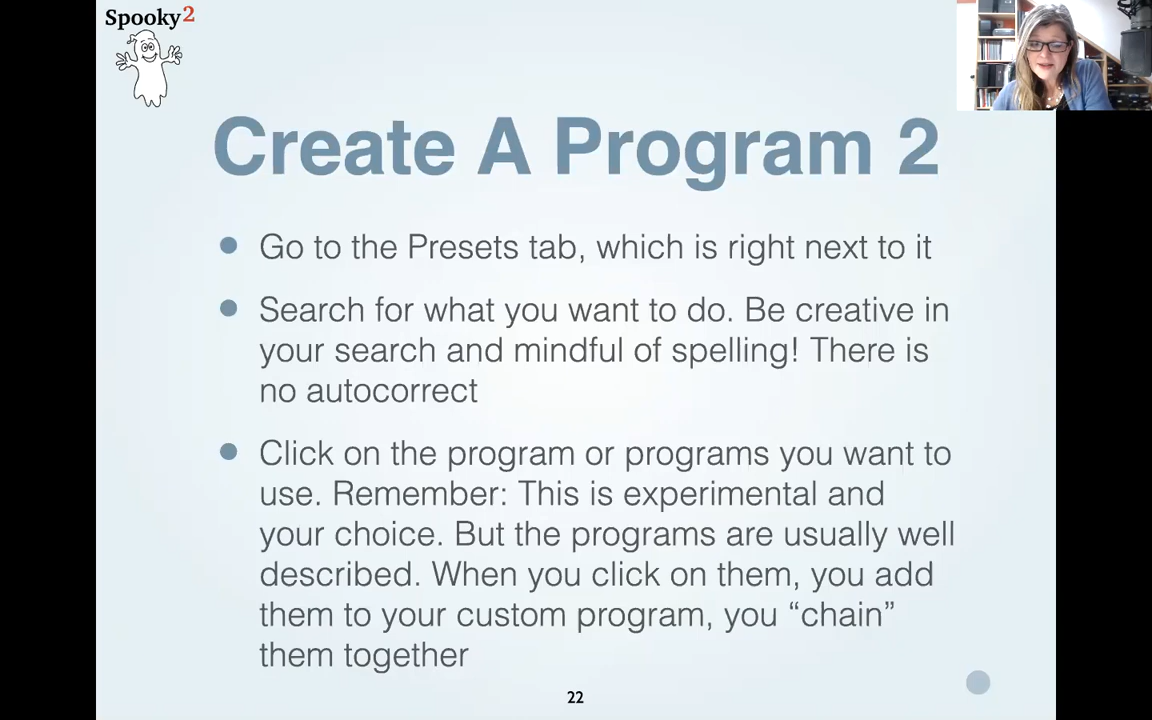 Spooky2
Create A Program 2
Go to the Presets tab, which is right next to it
Search for what you want to do. Be creative in
your search and mindful of spelling! There is
no autocorrect
Click on the program or programs you want to
use. Remember: This is experimental and
your choice. But the programs are usually well
described. When you click on them, you add
them to your custom program, you “chain”
them together
22